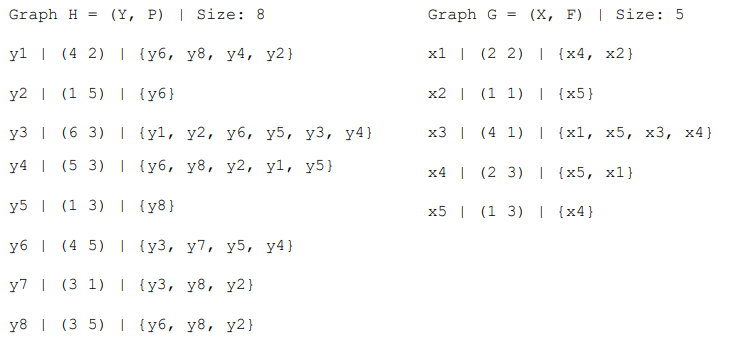 Graph H = (Y, P) | Size: 8
y1 | (4 2) | {y6, y8, y4, y2}
y2 | (1 5) | {y6}
y3 | (6 3) | {y1, y2, y6, y5, y3, y4}
y4 | (5 3) | {y6, y8, y2, y1, y5}
y5 | (1 3) | {y8}
y6 | (4 5) | {y3, y7, y5, y4}
y7 | (3 1) | {y3, y8, y2}
y8 | (3 5) | {y6, y8, y2}
Graph G = (X, F) | Size: 5
x1 | (2 2) | {x4, x2}
x2 | (1 1) | {x5}
x3 | (4 1) | {x1, x5, x3, x4}
x4 | (2 3) | {x5, x1}
x5 | (1 3) | {x4}